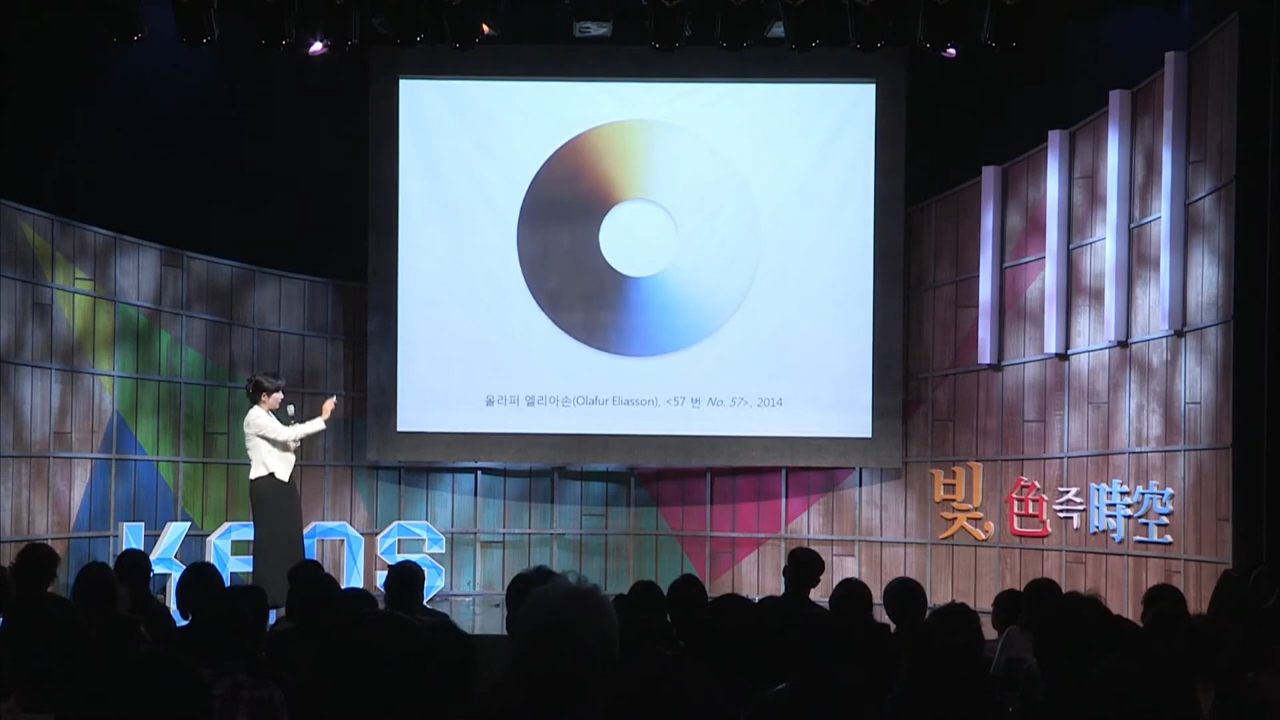 올라퍼 엘리아손(Olafur Eliasson), <57 번 No. 57>, 2014
빛, 色즉時空
KAOS